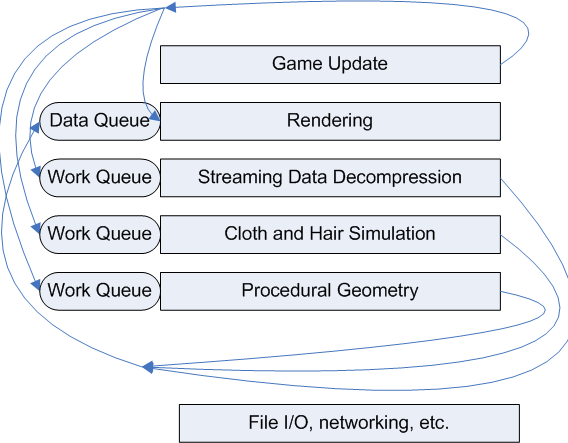 Game Update
Data Queue Rendering
Work Queue Streaming Data Decompression
Work Queue Cloth and Hair Simulation
Work Queue Procedural Geometry
File I/O, networking, etc.